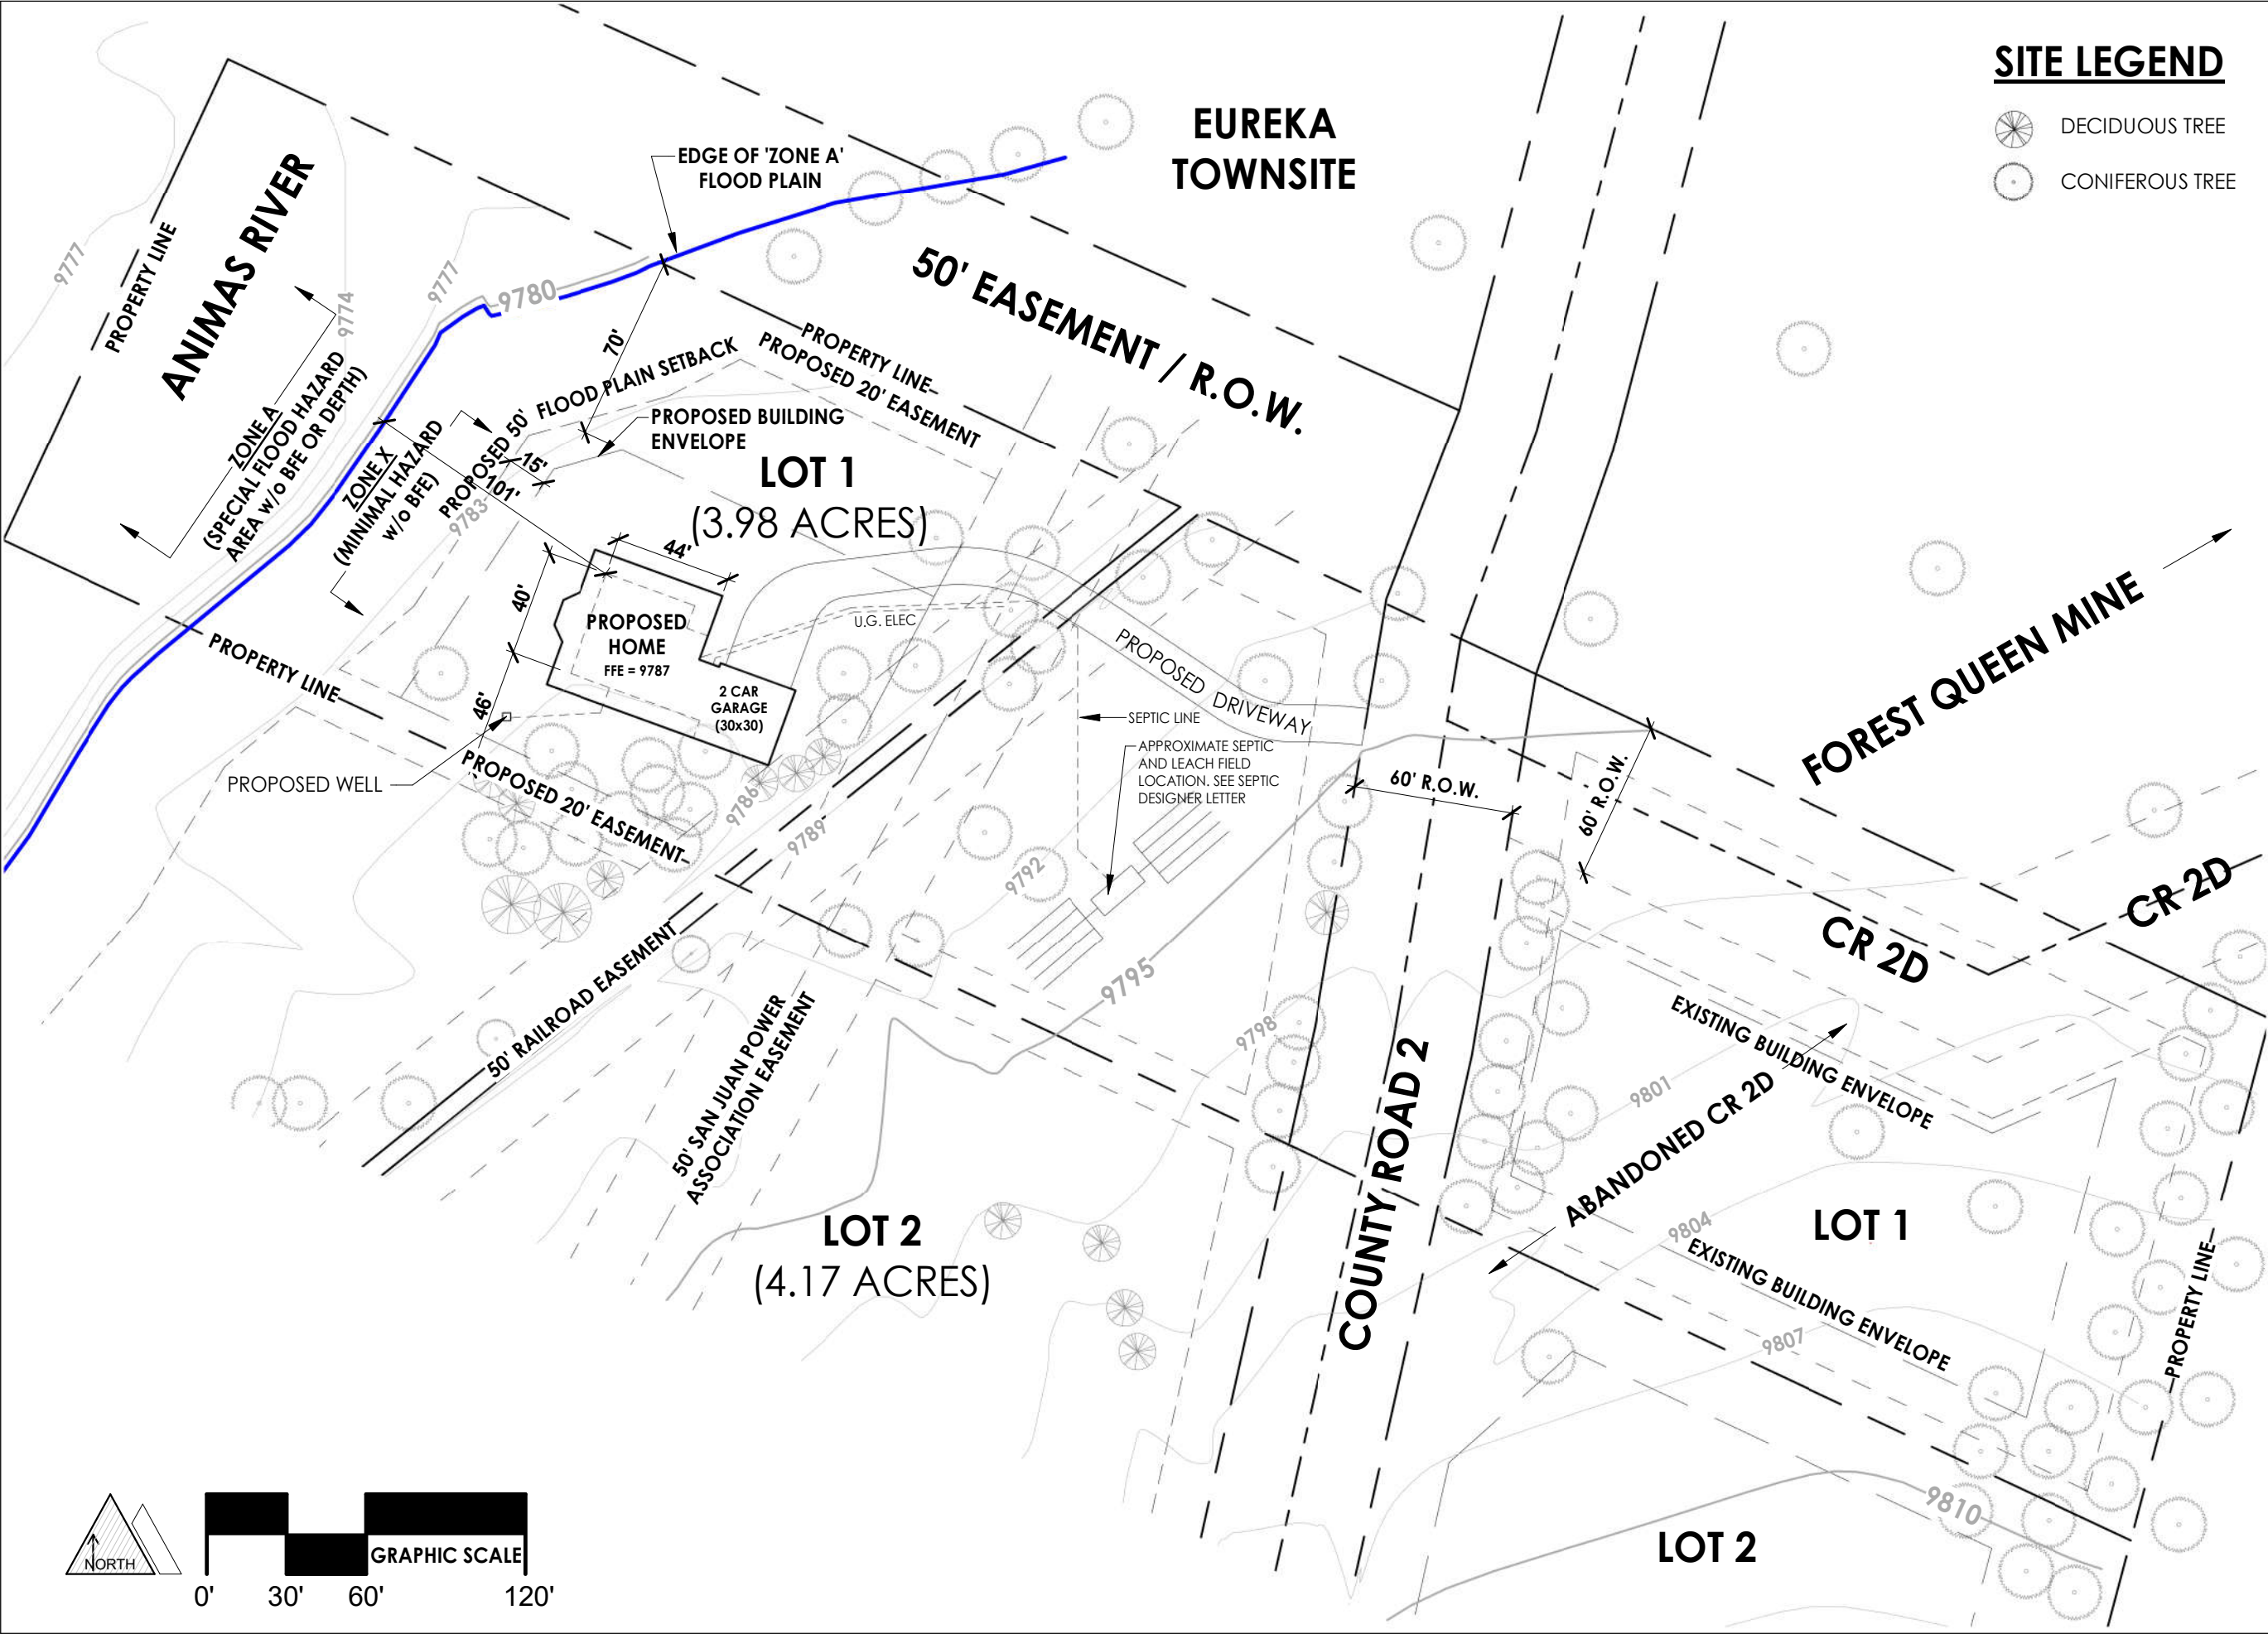 SITE LEGEND
DECIDUOUS TREE
CONIFEROUS TREE
EUREKA
TOWNSITE
EDGE OF 'ZONE A'
FLOOD PLAIN
50' EASEMENT / R.O.W.
ANIMAS RIVER
PROPERTY LINE
9777
9774
9777
9780
70'
ZONE A
(SPECIAL FLOOD HAZARD
AREA w/o BFE OR DEPTH)
ZONE X
(MINIMAL HAZARD
w/o BFE)
PROPOSED 50' FLOOD PLAIN SETBACK
PROPERTY LINE
PROPOSED 20' EASEMENT
PROPOSED BUILDING
ENVELOPE
15'
101'
9783
LOT 1
(3.98 ACRES)
44'
40'
46'
PROPOSED
HOME
FFE = 9787
2 CAR
GARAGE
(30x30)
U.G. ELEC
PROPOSED DRIVEWAY
PROPERTY LINE
PROPOSED WELL
PROPOSED 20' EASEMENT
9786
9789
9792
SEPTIC LINE
APPROXIMATE SEPTIC
AND LEACH FIELD
LOCATION. SEE SEPTIC
DESIGNER LETTER
60' R.O.W.
60' R.O.W.
FOREST QUEEN MINE
CR 2D
CR 2D
9795
9798
50' RAILROAD EASEMENT
50' SAN JUAN POWER
ASSOCIATION EASEMENT
COUNTY ROAD 2
EXISTING BUILDING ENVELOPE
9801
ABANDONED CR 2D
9804
LOT 1
EXISTING BUILDING ENVELOPE
9807
PROPERTY LINE
LOT 2
(4.17 ACRES)
9810
LOT 2
NORTH
GRAPHIC SCALE
0' 30' 60' 120'